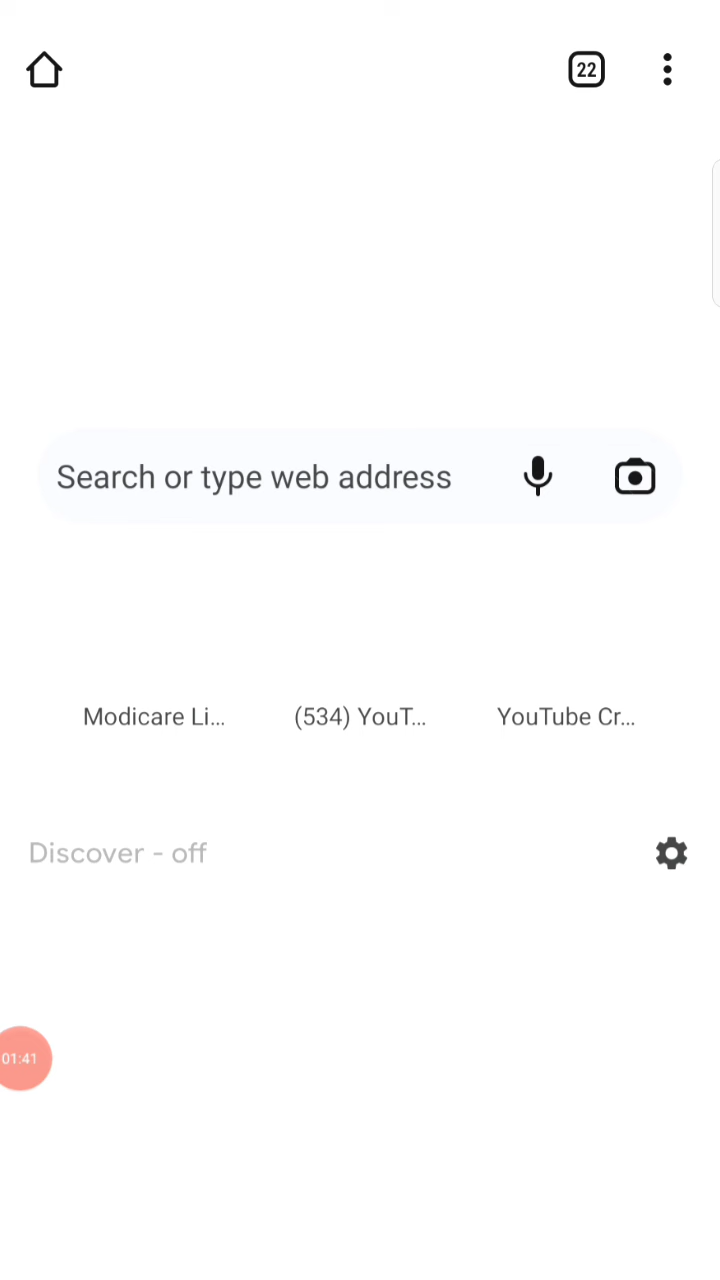 22
Search or type web address
Modicare Li...
(534) YouT...
YouTube Cr...
Discover - off
01:41